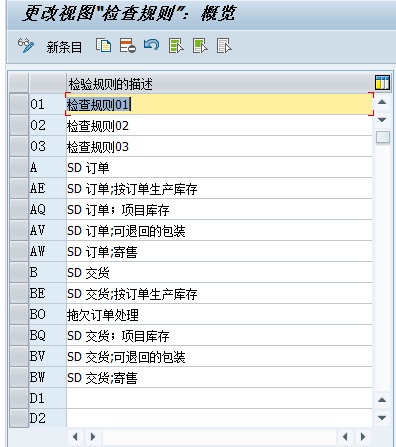 更改视图“检查规则”：概览
新条目
检验规则的描述
01 检查规则01
02 检查规则02
03 检查规则03
A SD 订单
AE SD 订单;按订单生产库存
AQ SD 订单；项目库存
AV SD 订单;可退回的包装
AW SD 订单;寄售
B SD 交货
BE SD 交货;按订单生产库存
BO 拖欠订单处理
BQ SD 交货；项目库存
BV SD 交货;可退回的包装
BW SD 交货;寄售
D1
D2